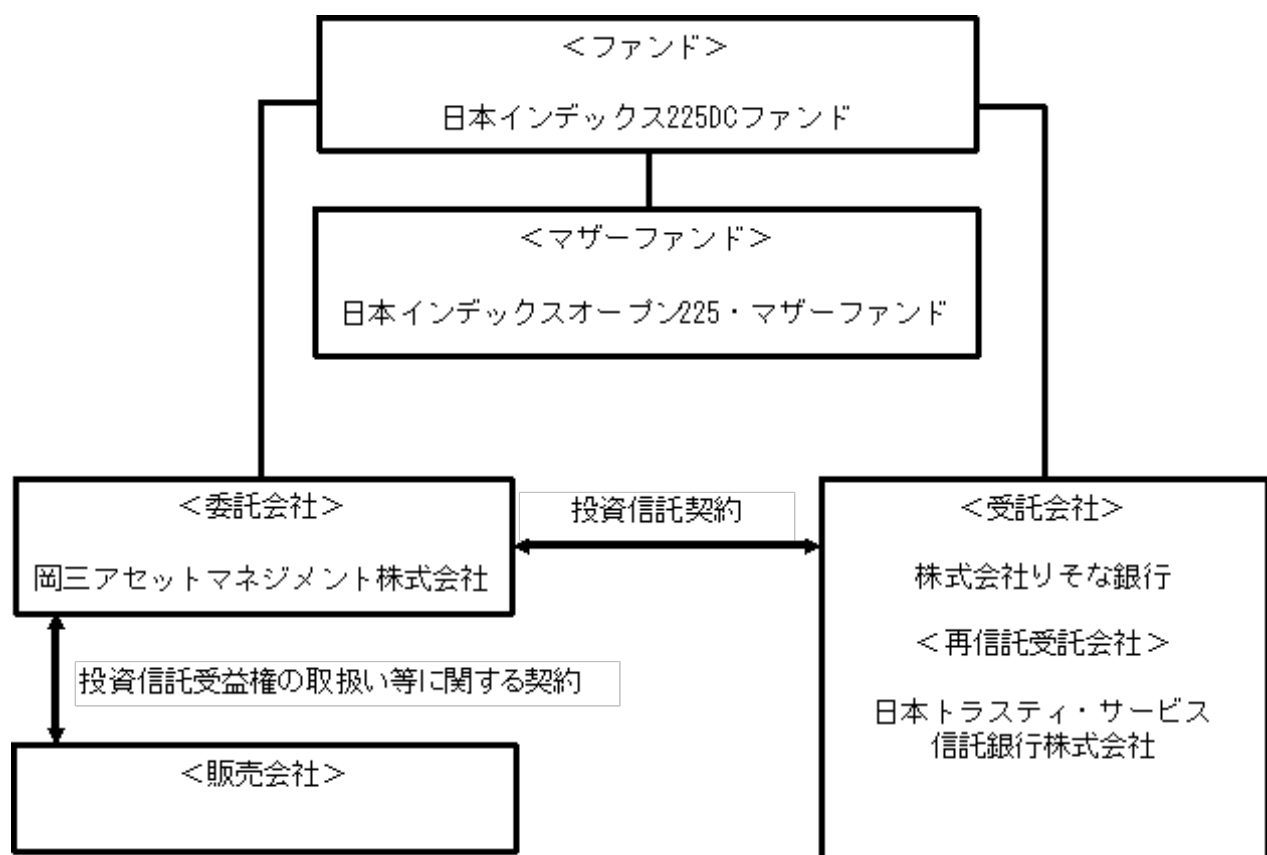 <ファンド>
日本インデックス225DCファンド
<マザーファンド>
日本インデックスオープン225・マザーファンド
<委託会社>
岡三アセットマネジメント株式会社
投資信託契約
<受託会社>
株式会社りそな銀行
<再信託受託会社>
日本トラスティ・サービス
信託銀行株式会社
投資信託受益権の取扱い等に関する契約
<販売会社>